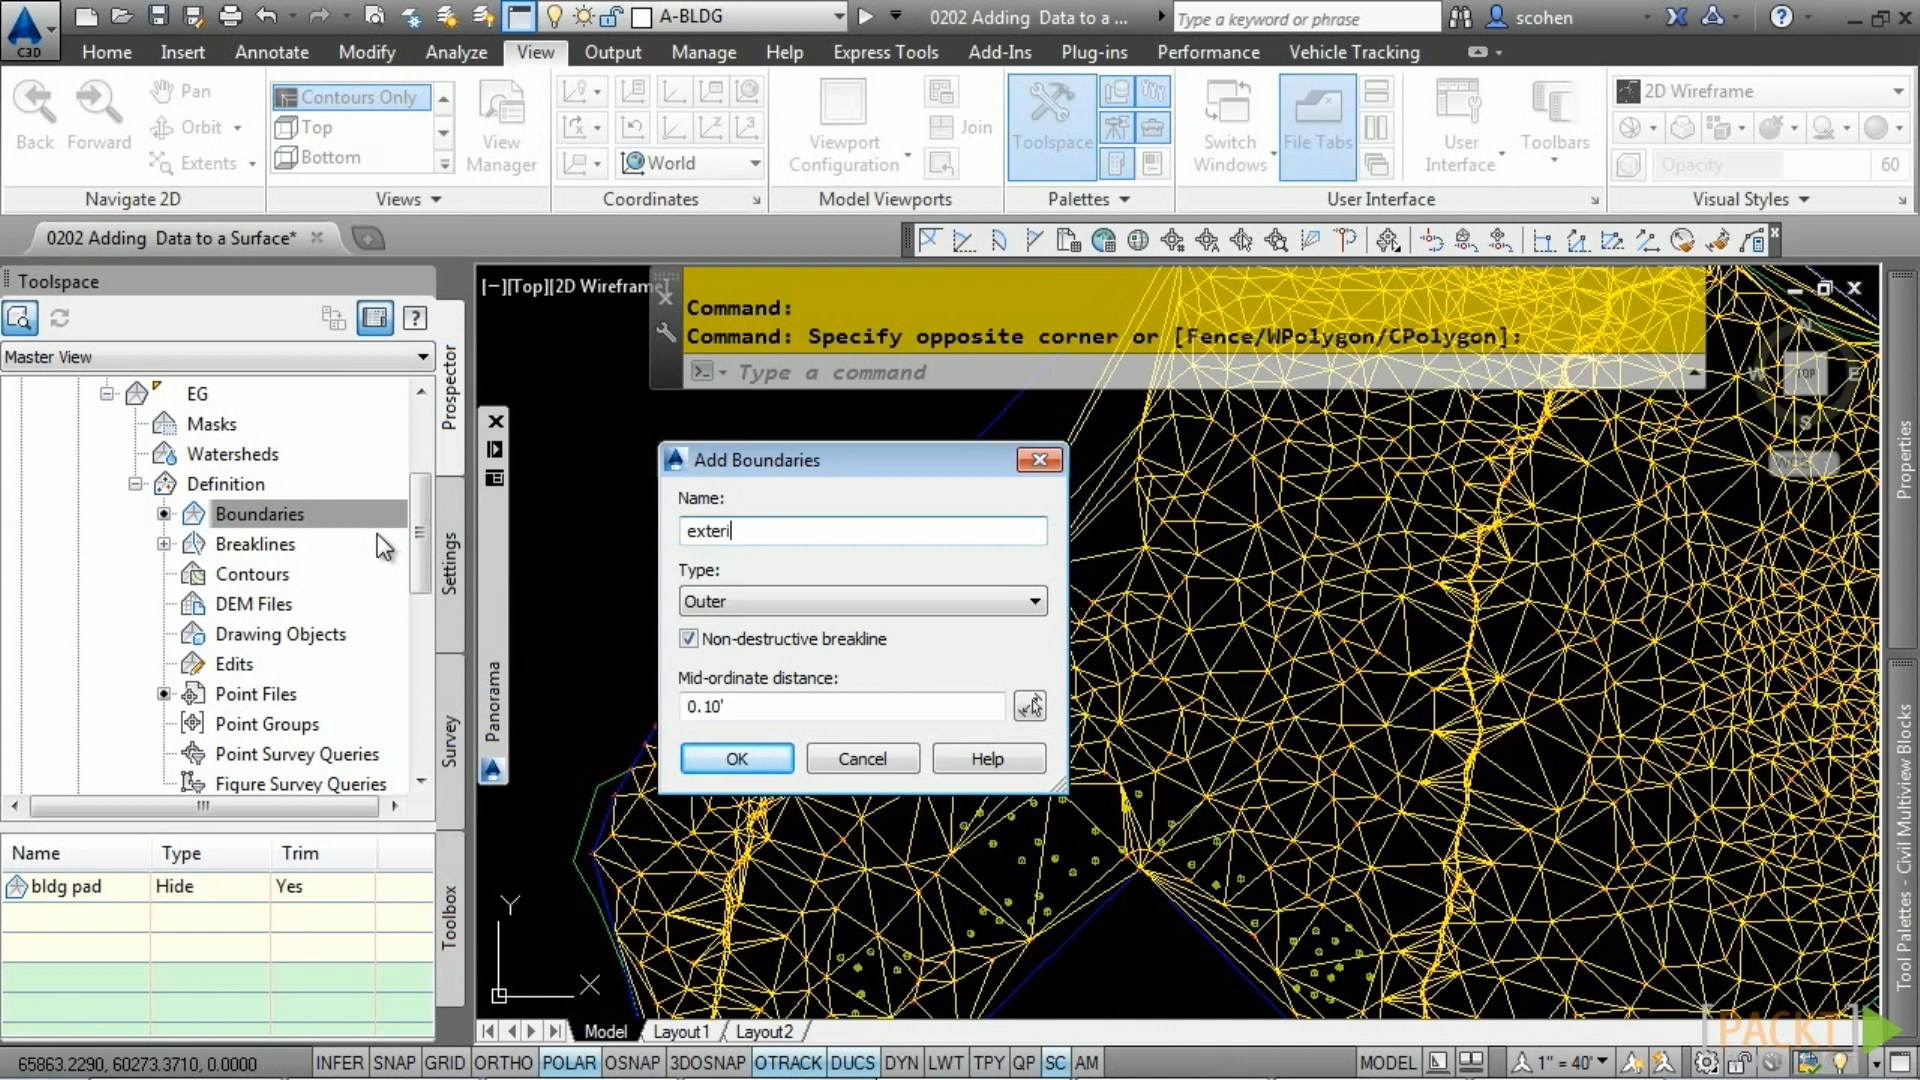 A-BLDG
0202 Adding Data to a ...
Type a keyword or phrase
scohen
C3D
Home Insert Annotate Modify Analyze View Output Manage Help Express Tools Add-Ins Plug-ins Performance Vehicle Tracking
Back Forward
Pan
Orbit
Extents
Contours Only
Top
Bottom
View Manager
World
Viewport Configuration
Join
Toolspace
Switch Windows
File Tabs
User Interface
Toolbars
2D Wireframe
Opacity 60
Navigate 2D Views Coordinates Model Viewports Palettes User Interface Visual Styles
0202 Adding Data to a Surface*
Toolspace
Master View
EG
Masks
Watersheds
Definition
Boundaries
Breaklines
Contours
DEM Files
Drawing Objects
Edits
Point Files
Point Groups
Point Survey Queries
Figure Survey Queries
Prospector
Settings
Survey
Toolbox
Name Type Trim
bldg pad Hide Yes
[−][Top][2D Wireframe]
Command:
Command: Specify opposite corner or [Fence/WPolygon/CPolygon]:
Type a command
Panorama
Add Boundaries
Name:
exteri
Type:
Outer
Non-destructive breakline
Mid-ordinate distance:
0.10'
OK Cancel Help
N
W TOP E
S
WCS
Properties
Tool Palettes - Civil Multiview Blocks
Y
X
[PACKT]
Model Layout1 Layout2
65863.2290, 60273.3710, 0.0000
INFER SNAP GRID ORTHO POLAR OSNAP 3DOSNAP OTRACK DUCS DYN LWT TPY QP SC AM
MODEL
1" = 40'